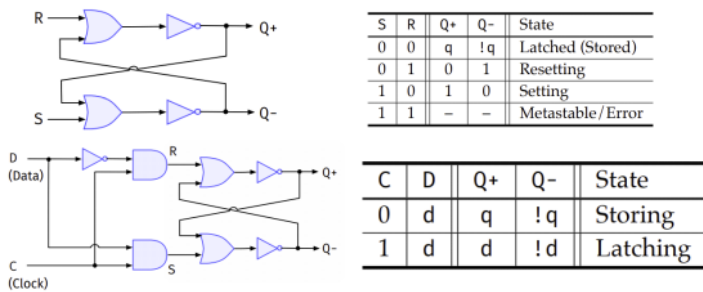 R
Q+
S
Q-
S R Q+ Q- State
0 0 q !q Latched (Stored)
0 1 0 1 Resetting
1 0 1 0 Setting
1 1 – – Metastable/Error
D
(Data)
R
Q+
C
(Clock)
S
Q-
C D Q+ Q- State
0 d q !q Storing
1 d d !d Latching